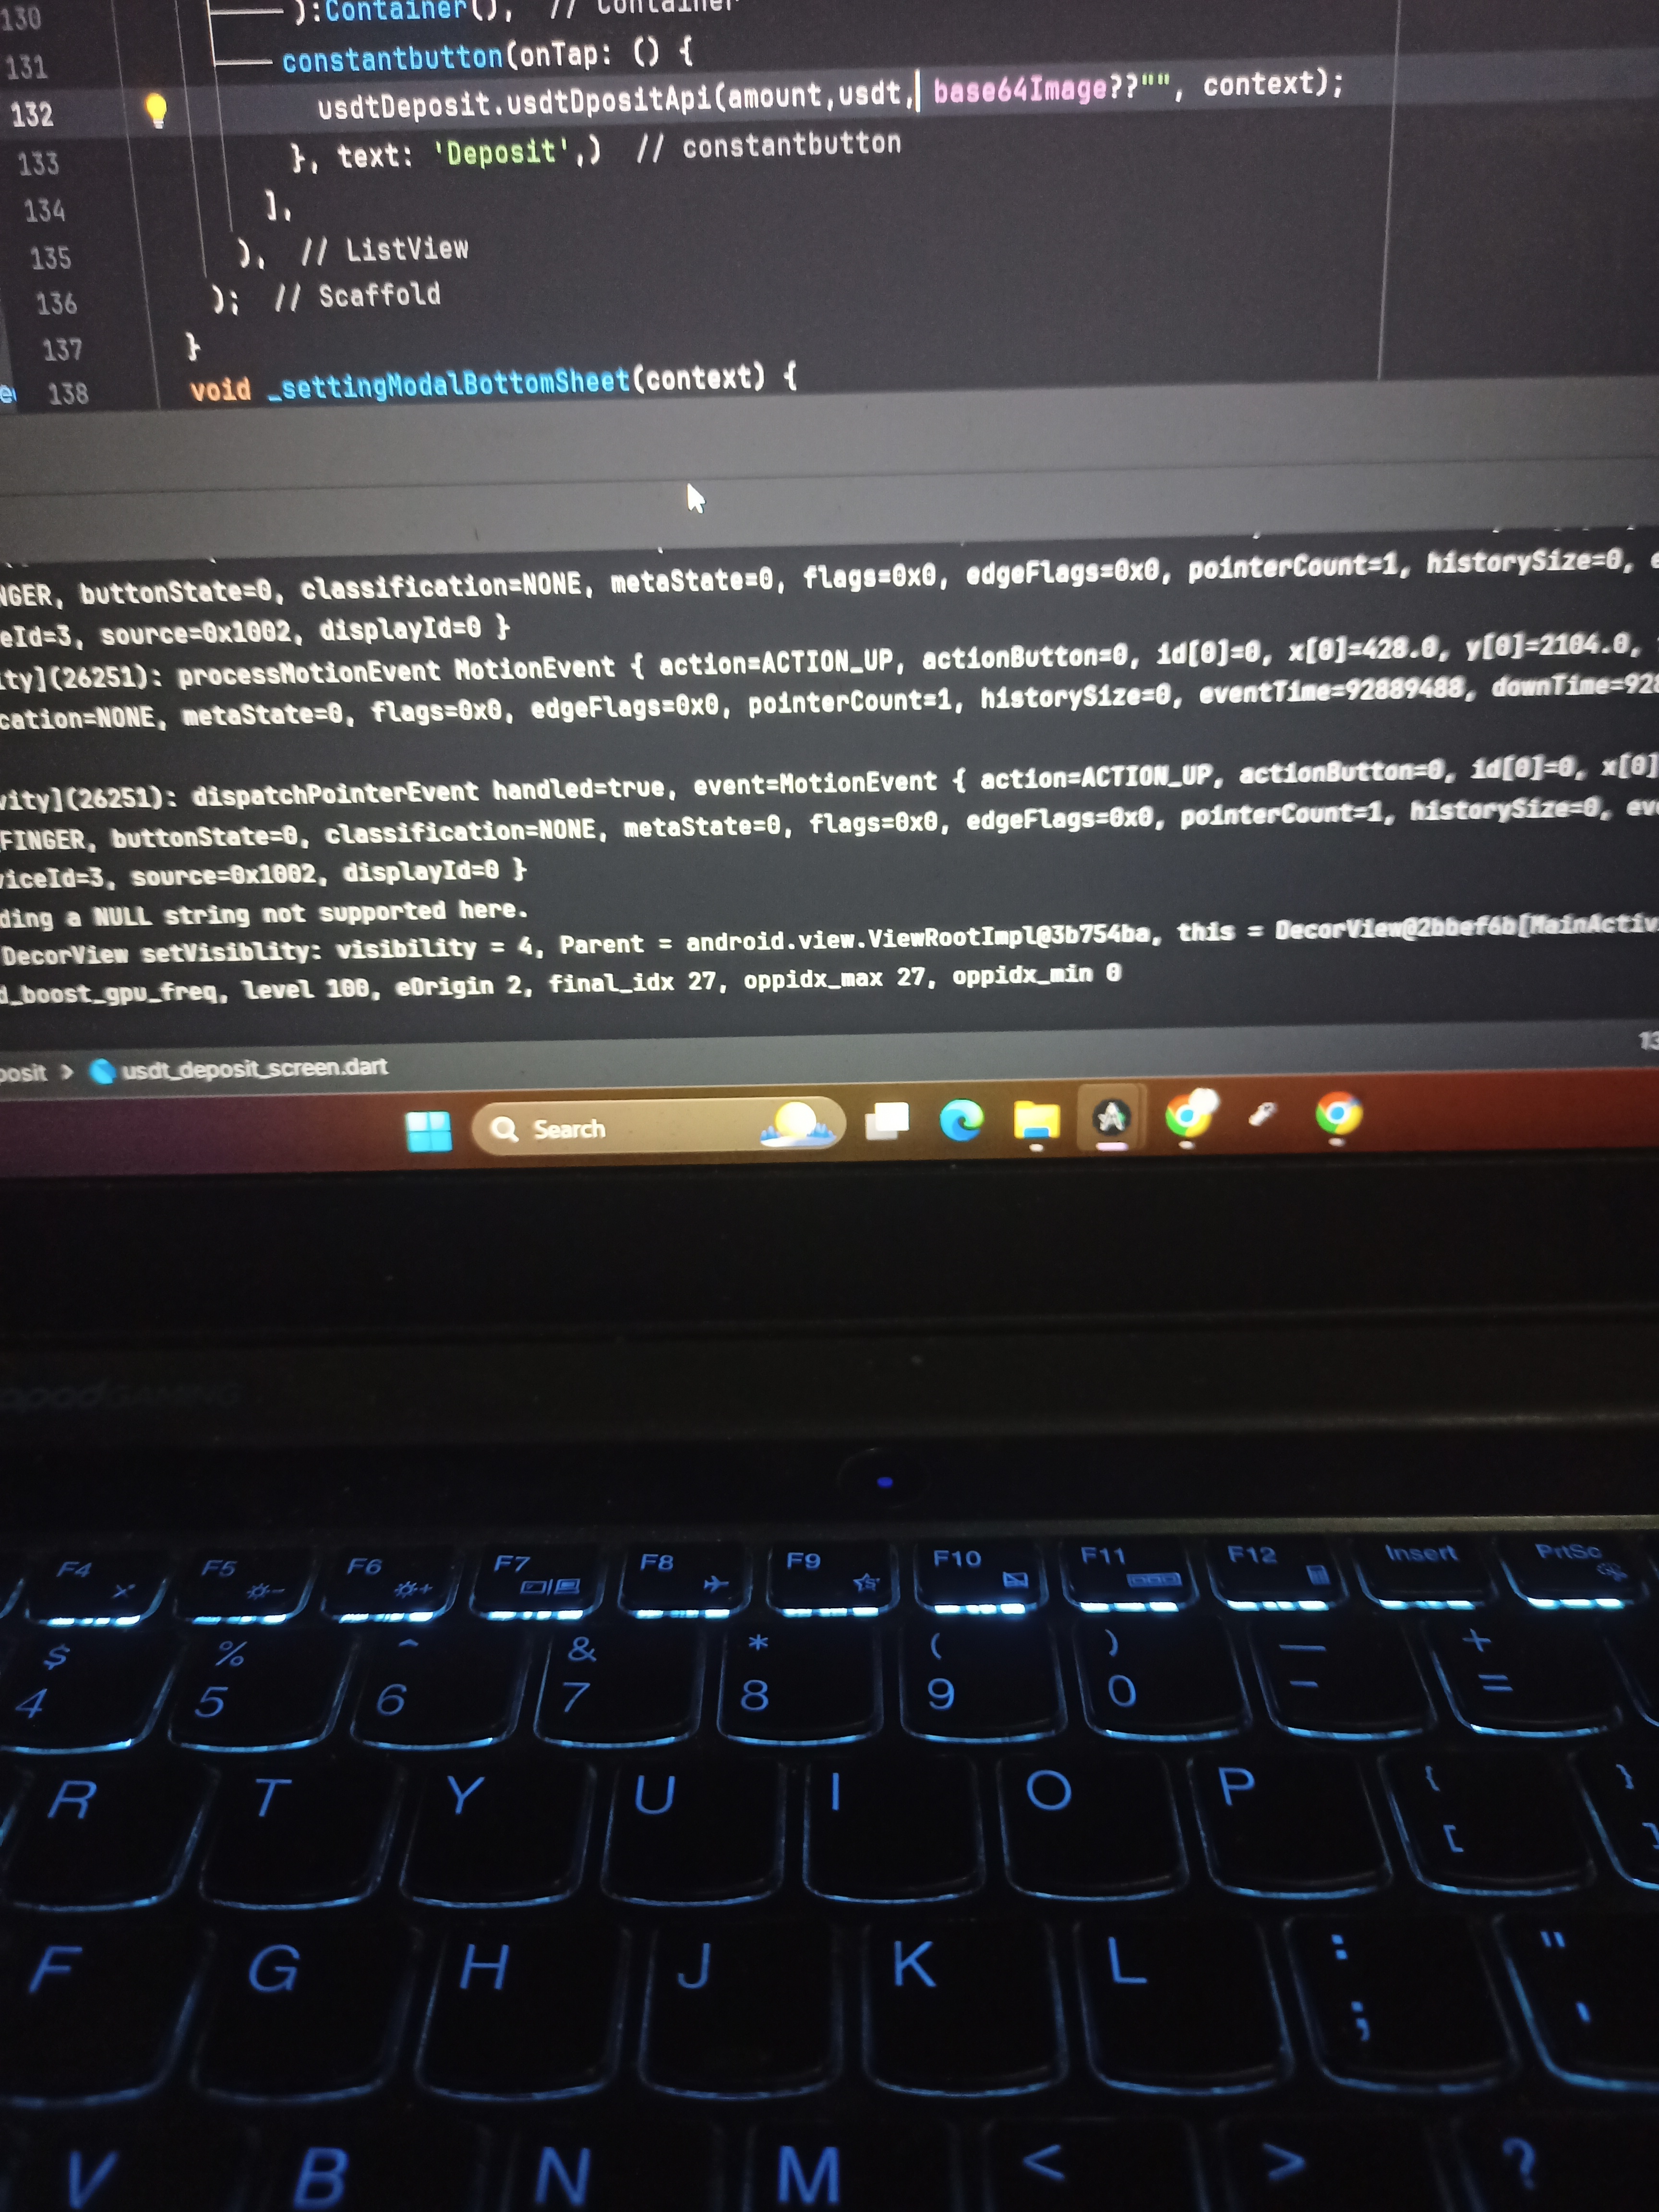 130 ):Container(), // Container
131 constantbutton(onTap: () {
132 usdtDeposit.usdtDpositApi(amount,usdt, base64Image??"", context);
133 }, text: 'Deposit',) // constantbutton
134 ],
135 ), // ListView
136 ); // Scaffold
137 }
138 void _settingModalBottomSheet(context) {
NGER, buttonState=0, classification=NONE, metaState=0, flags=0x0, edgeFlags=0x0, pointerCount=1, historySize=0, e
eId=3, source=0x1002, displayId=0 }
ity](26251): processMotionEvent MotionEvent { action=ACTION_UP, actionButton=0, id[0]=0, x[0]=428.0, y[0]=2104.0,
cation=NONE, metaState=0, flags=0x0, edgeFlags=0x0, pointerCount=1, historySize=0, eventTime=92889488, downTime=928
vity](26251): dispatchPointerEvent handled=true, event=MotionEvent { action=ACTION_UP, actionButton=0, id[0]=0, x[0]
FINGER, buttonState=0, classification=NONE, metaState=0, flags=0x0, edgeFlags=0x0, pointerCount=1, historySize=0, eve
viceId=3, source=0x1002, displayId=0 }
ding a NULL string not supported here.
DecorView setVisiblity: visibility = 4, Parent = android.view.ViewRootImpl@3b754ba, this = DecorView@2bbef6b[MainActivi
d_boost_gpu_freq, level 100, eOrigin 2, final_idx 27, oppidx_max 27, oppidx_min 0
posit > usdt_deposit_screen.dart
Search
F4 F5 F6 F7 F8 F9 F10 F11 F12 Insert PrtSc
$ % ^ & * ( ) — +
4 5 6 7 8 9 0 - =
R T Y U I O P { }
[ ]
F G H J K L : "
; '
V B N M < > ?